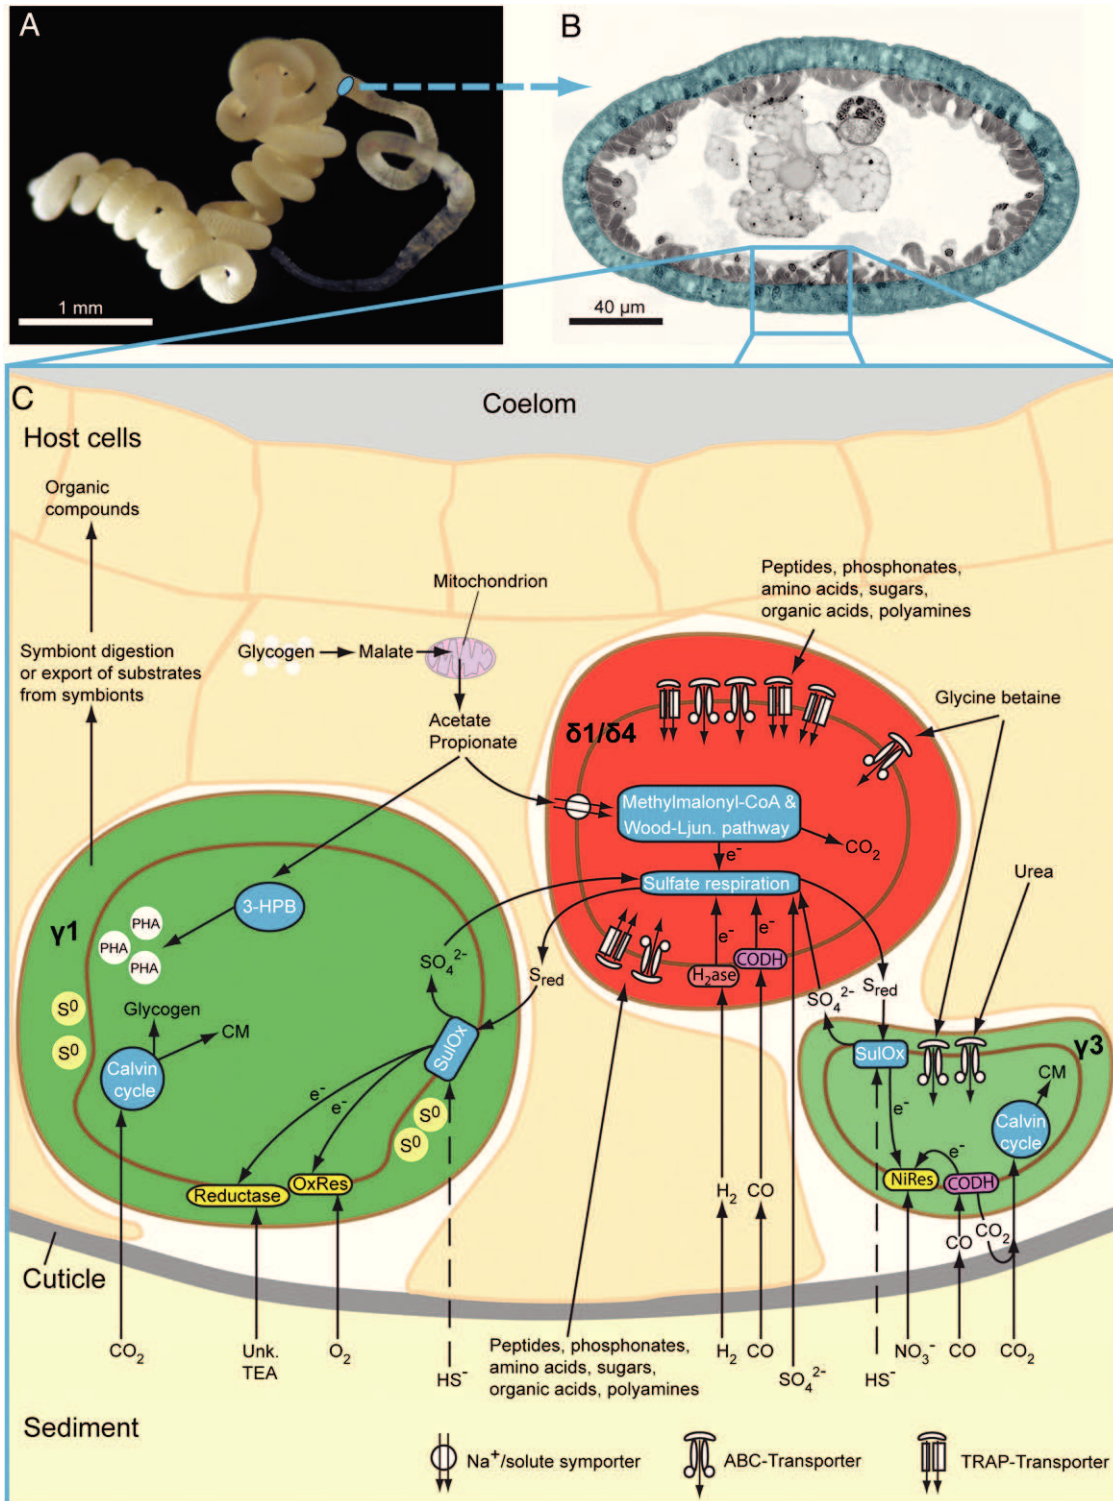 A
B
1 mm
40 µm
C
Coelom
Host cells
Organic
compounds
Mitochondrion
Peptides, phosphonates,
amino acids, sugars,
organic acids, polyamines
Symbiont digestion
or export of substrates
from symbionts
Glycogen
Malate
Glycine betaine
Acetate
Propionate
δ1/δ4
Methylmalonyl-CoA &
Wood-Ljun. pathway
e⁻
CO₂
Urea
Sulfate respiration
γ1
3-HPB
PHA
PHA
PHA
SO₄²⁻
S_red
e⁻
e⁻
H₂ase
CODH
SO₄²⁻
S_red
S⁰
S⁰
Glycogen
CM
Calvin
cycle
SulOx
e⁻
e⁻
S⁰
S⁰
SulOx
γ3
CM
e⁻
Calvin
cycle
e⁻
Reductase
OxRes
NiRes
CODH
H₂
CO
CO
CO₂
Cuticle
CO₂
Unk.
TEA
O₂
HS⁻
Peptides, phosphonates,
amino acids, sugars,
organic acids, polyamines
H₂
CO
SO₄²⁻
HS⁻
NO₃⁻
CO
CO₂
Sediment
Na⁺/solute symporter
ABC-Transporter
TRAP-Transporter